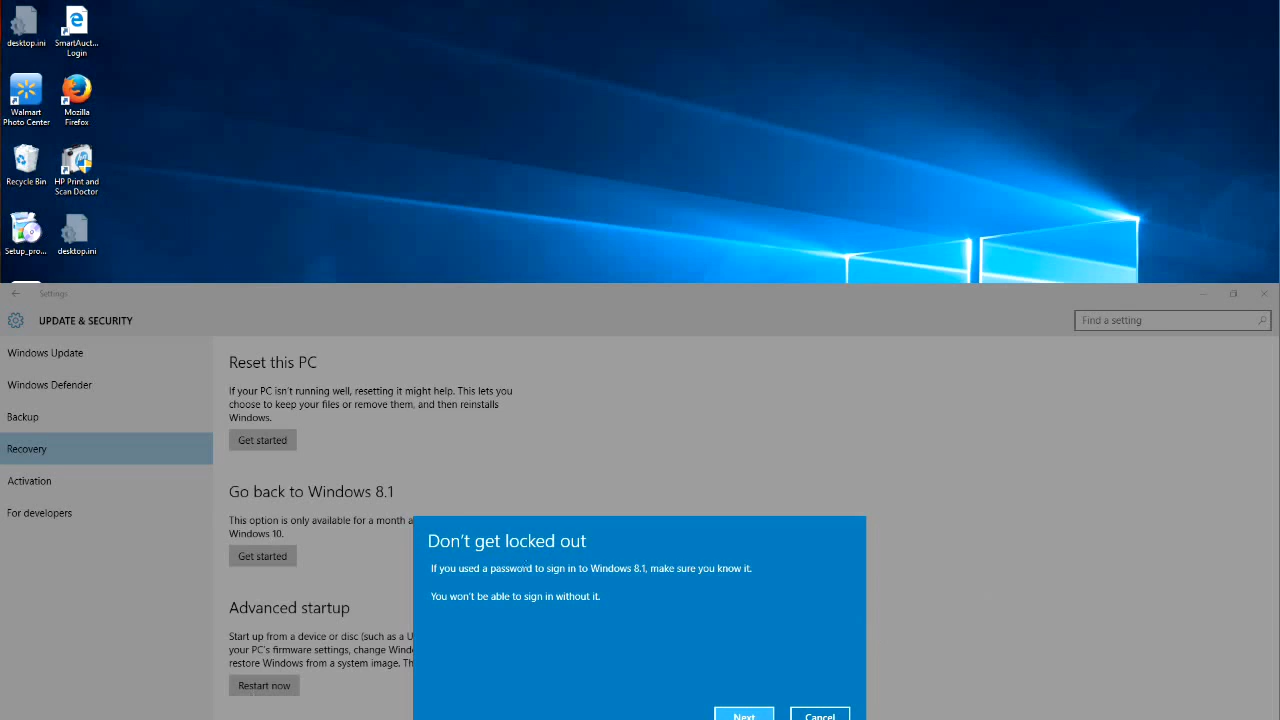 desktop.ini
SmartAuct...
Login
Walmart
Photo Center
Mozilla
Firefox
Recycle Bin
HP Print and
Scan Doctor
Setup_pro...
desktop.ini
Settings
UPDATE & SECURITY
Find a setting
Windows Update
Windows Defender
Backup
Recovery
Activation
For developers
Reset this PC
If your PC isn't running well, resetting it might help. This lets you
choose to keep your files or remove them, and then reinstalls
Windows.
Get started
Go back to Windows 8.1
This option is only available for a month a
Windows 10.
Get started
Advanced startup
Start up from a device or disc (such as a U
your PC's firmware settings, change Wind
restore Windows from a system image. Th
Restart now
Don't get locked out
If you used a password to sign in to Windows 8.1, make sure you know it.
You won't be able to sign in without it.
Next
Cancel